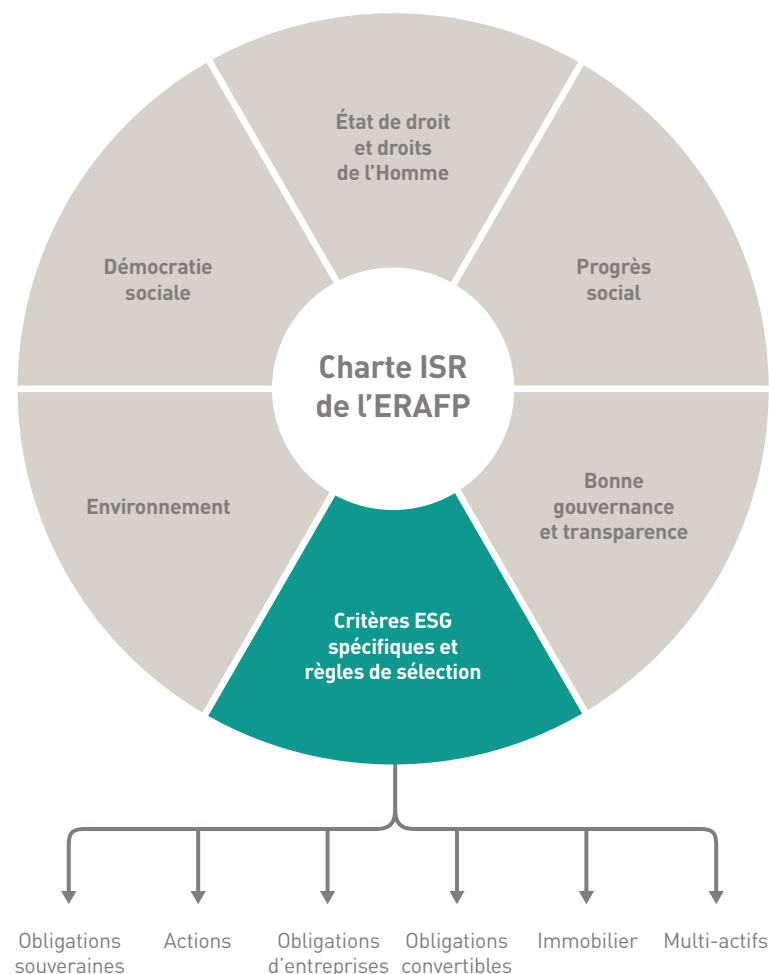 État de droit
et droits
de l'Homme
Démocratie
sociale
Progrès
social
Charte ISR
de l'ERAFP
Environnement
Bonne
gouvernance
et transparence
Critères ESG
spécifiques et
règles de sélection
Obligations
souveraines
Actions
Obligations
d'entreprises
Obligations
convertibles
Immobilier
Multi-actifs